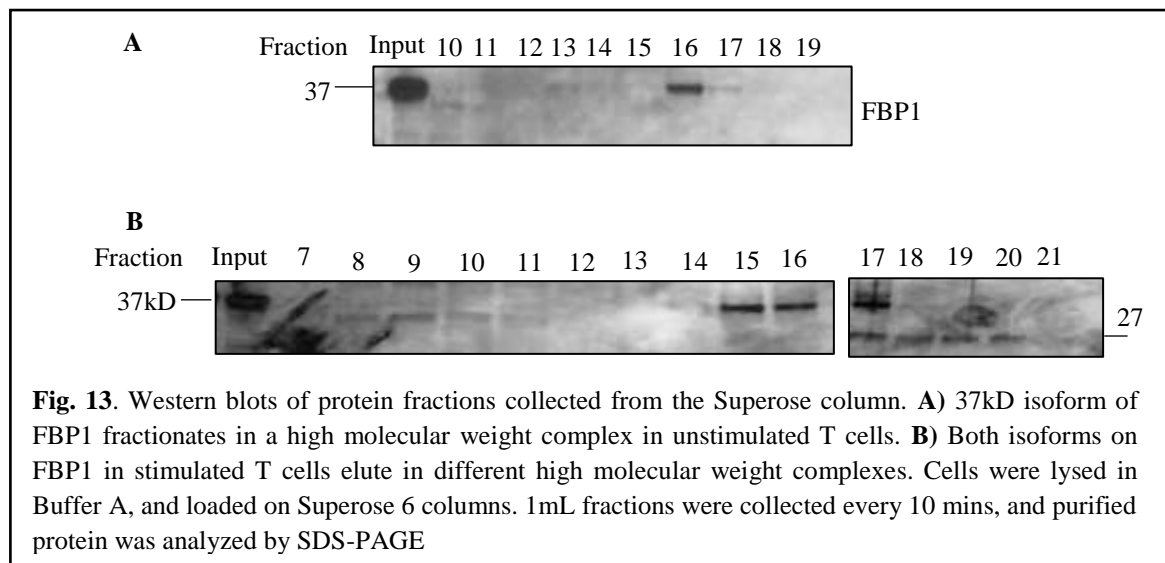 A
Fraction Input 10 11 12 13 14 15 16 17 18 19
37
FBP1
B
Fraction Input 7 8 9 10 11 12 13 14 15 16 17 18 19 20 21
37kD
27
Fig. 13. Western blots of protein fractions collected from the Superose column. A) 37kD isoform of
FBP1 fractionates in a high molecular weight complex in unstimulated T cells. B) Both isoforms on
FBP1 in stimulated T cells elute in different high molecular weight complexes. Cells were lysed in
Buffer A, and loaded on Superose 6 columns. 1mL fractions were collected every 10 mins, and purified
protein was analyzed by SDS-PAGE